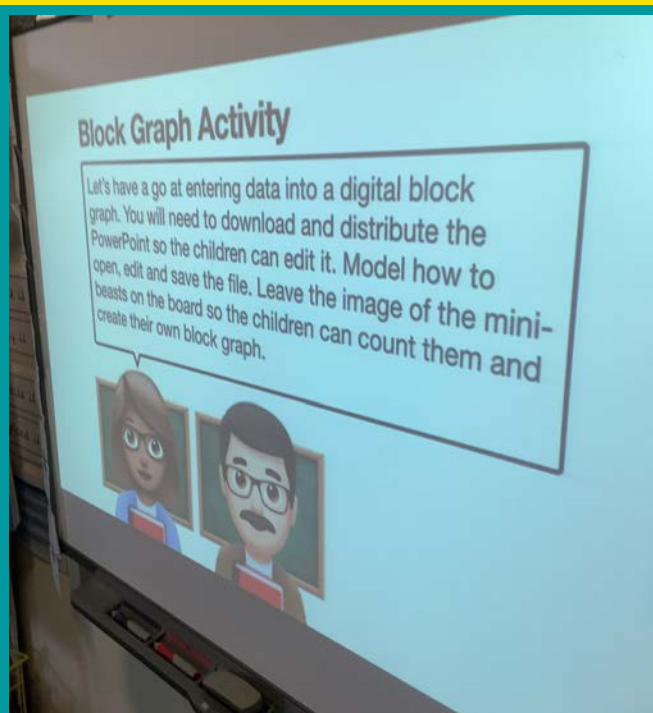 Block Graph Activity
Let's have a go at entering data into a digital block
graph. You will need to download and distribute the
PowerPoint so the children can edit it. Model how to
open, edit and save the file. Leave the image of the mini-
beasts on the board so the children can count them and
create their own block graph.